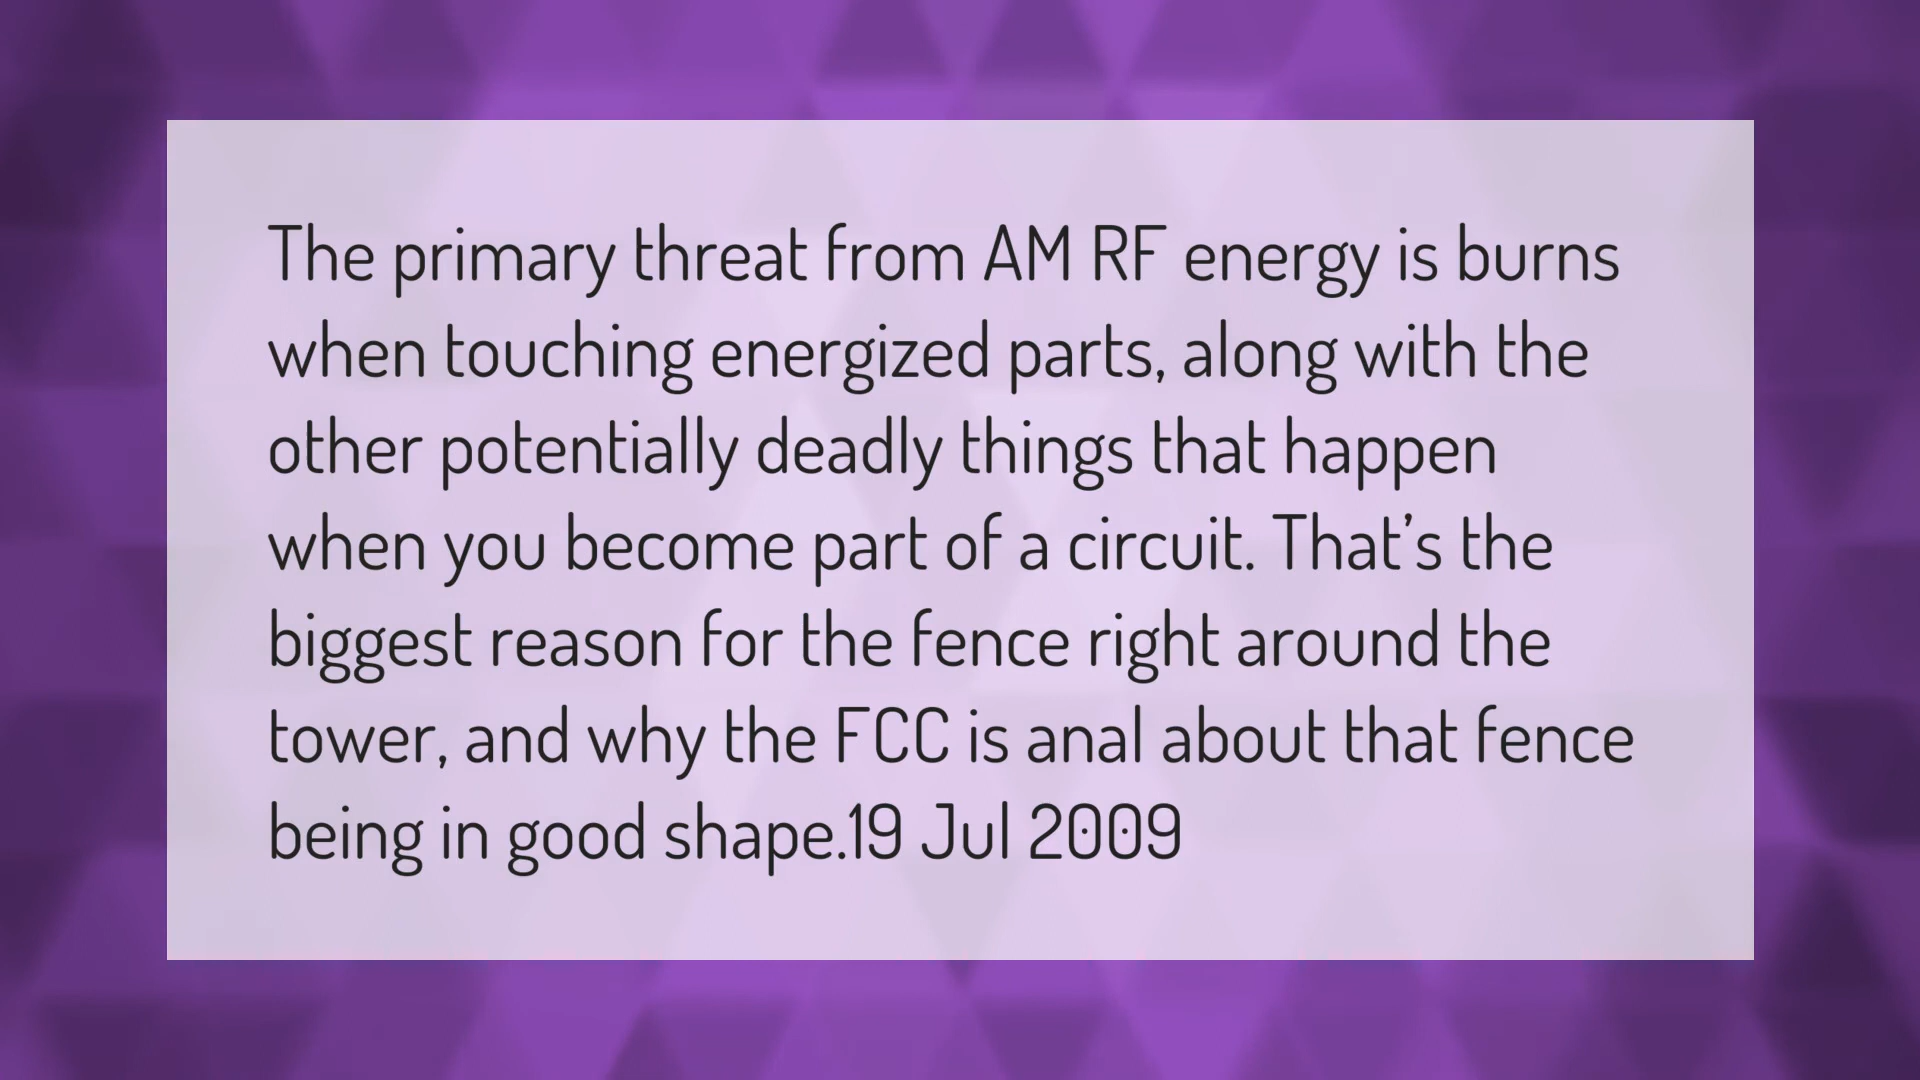 The primary threat from AM RF energy is burns
when touching energized parts, along with the
other potentially deadly things that happen
when you become part of a circuit. That’s the
biggest reason for the fence right around the
tower, and why the FCC is anal about that fence
being in good shape.19 Jul 2009